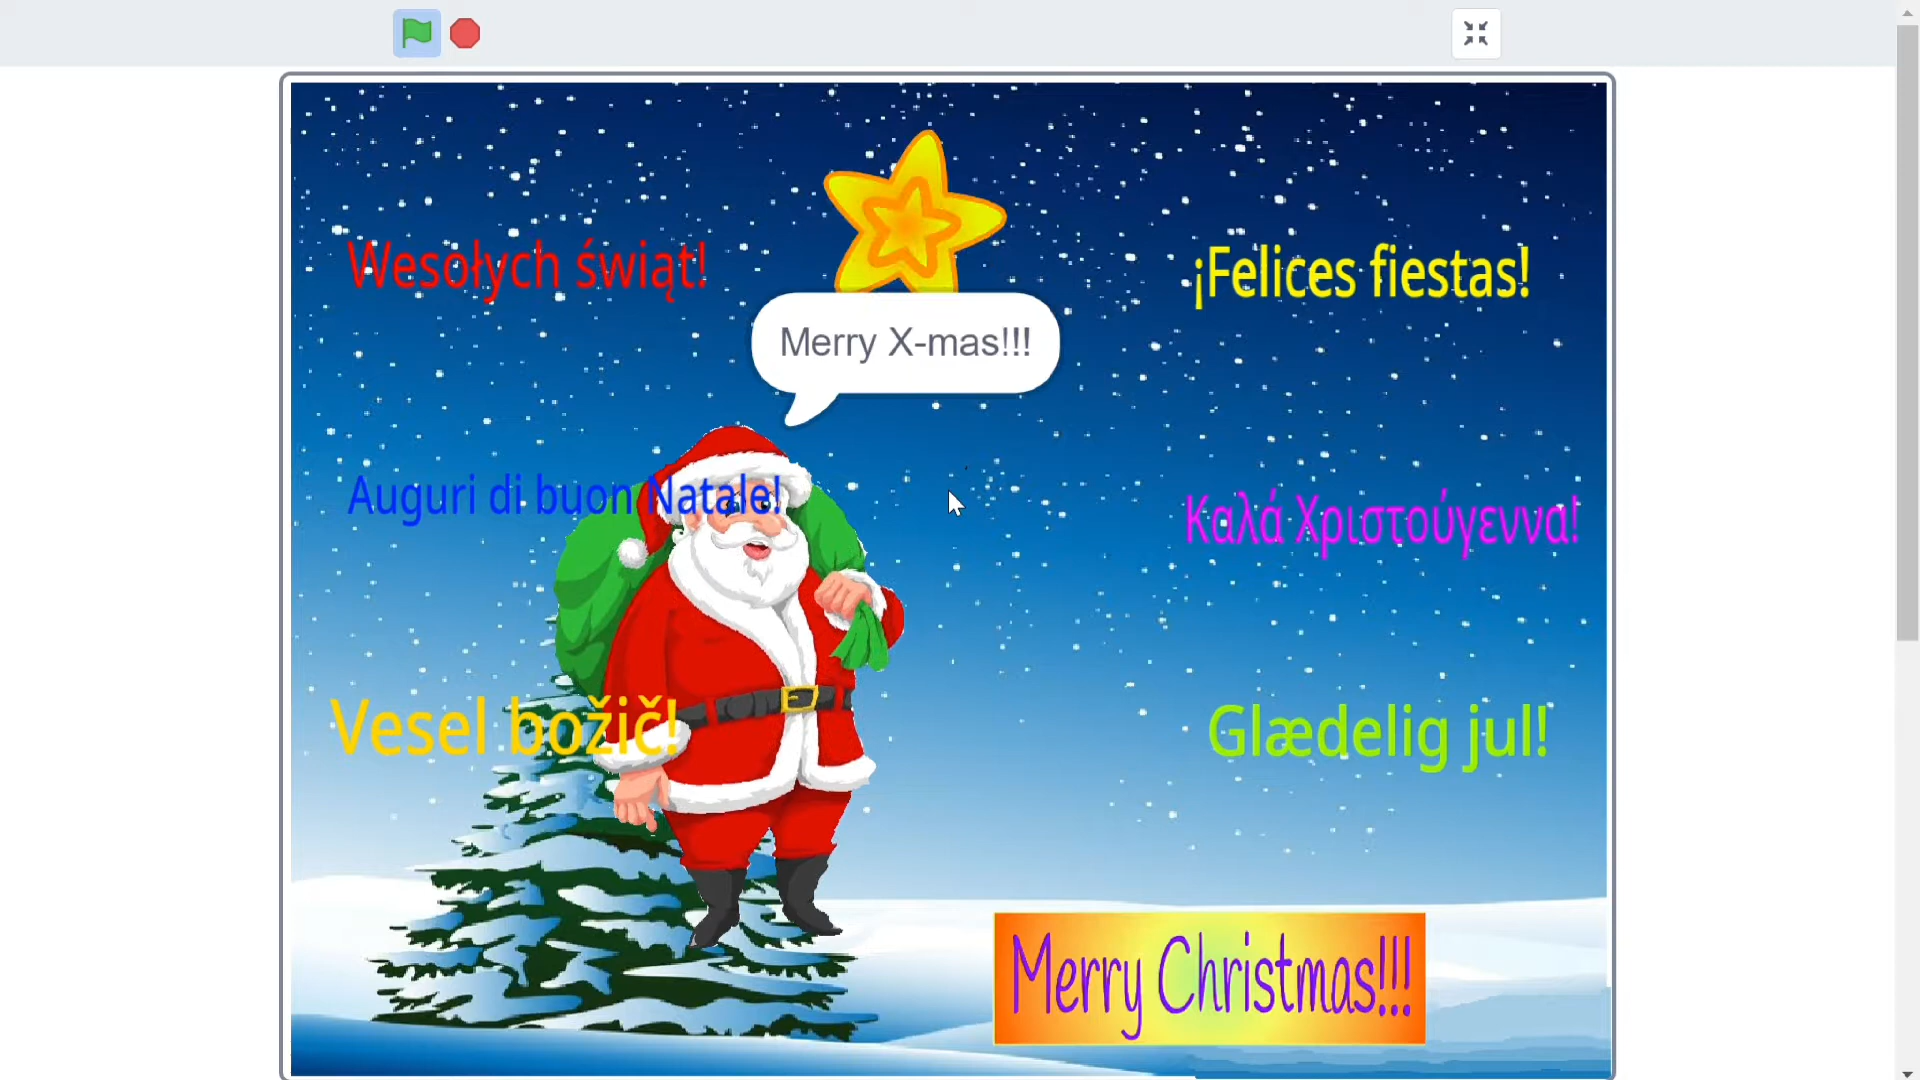 Wesołych świąt!
¡Felices fiestas!
Merry X-mas!!!
Auguri di buon Natale!
Καλά Χριστούγεννα!
Vesel božič!
Glædelig jul!
Merry Christmas!!!